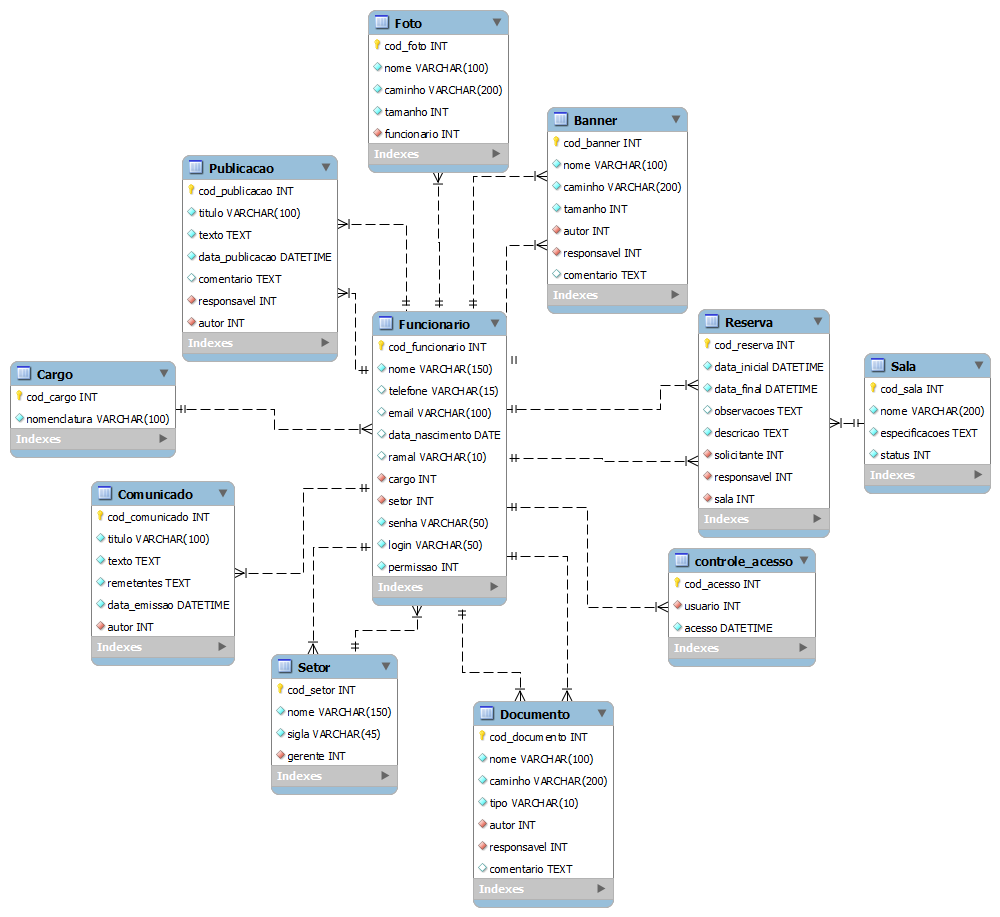 Foto
cod_foto INT
nome VARCHAR(100)
caminho VARCHAR(200)
tamanho INT
funcionario INT
Indexes
Banner
cod_banner INT
nome VARCHAR(100)
caminho VARCHAR(200)
tamanho INT
autor INT
responsavel INT
comentario TEXT
Indexes
Publicacao
cod_publicacao INT
titulo VARCHAR(100)
texto TEXT
data_publicacao DATETIME
comentario TEXT
responsavel INT
autor INT
Indexes
Funcionario
cod_funcionario INT
nome VARCHAR(150)
telefone VARCHAR(15)
email VARCHAR(100)
data_nascimento DATE
ramal VARCHAR(10)
cargo INT
setor INT
senha VARCHAR(50)
login VARCHAR(50)
permissao INT
Indexes
Reserva
cod_reserva INT
data_inicial DATETIME
data_final DATETIME
observacoes TEXT
descricao TEXT
solicitante INT
responsavel INT
sala INT
Indexes
Sala
cod_sala INT
nome VARCHAR(200)
especificacoes TEXT
status INT
Indexes
Cargo
cod_cargo INT
nomenclatura VARCHAR(100)
Indexes
Comunicado
cod_comunicado INT
titulo VARCHAR(100)
texto TEXT
remetentes TEXT
data_emissao DATETIME
autor INT
Indexes
controle_acesso
cod_acesso INT
usuario INT
acesso DATETIME
Indexes
Setor
cod_setor INT
nome VARCHAR(150)
sigla VARCHAR(45)
gerente INT
Indexes
Documento
cod_documento INT
nome VARCHAR(100)
caminho VARCHAR(200)
tipo VARCHAR(10)
autor INT
responsavel INT
comentario TEXT
Indexes